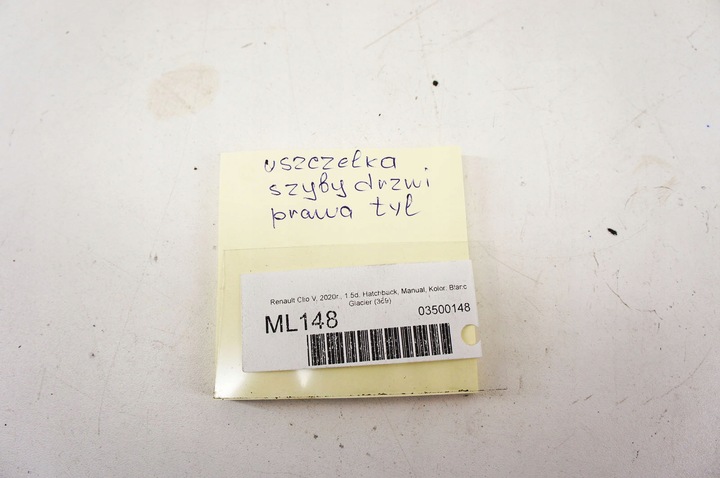 uszczelka
szyby drzwi
prawa tył
Renault Clio V, 2020r., 1.5d, Hatchback, Manual, Kolor: Blanc
Glacier (369)
ML148
03500148